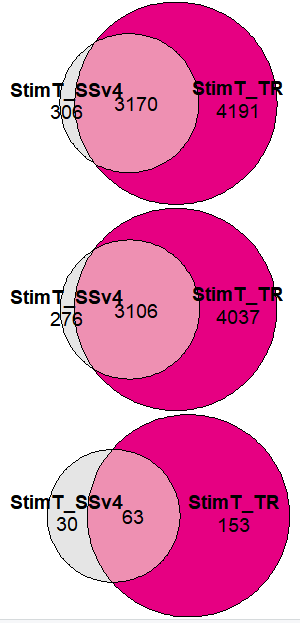 StimT_SSv4 StimT_TR
306 3170 4191
StimT_SSv4 StimT_TR
276 3106 4037
StimT_SSv4 StimT_TR
30 63 153